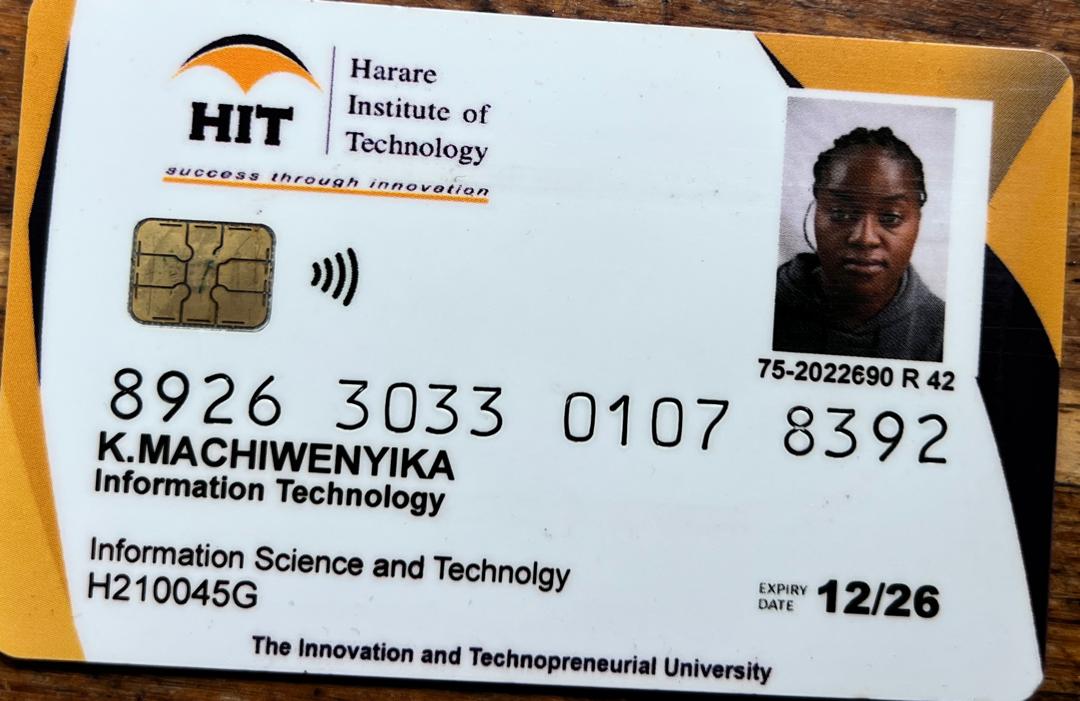 HIT
Harare
Institute of
Technology
success through innovation
75-2022690 R 42
8926 3033 0107 8392
K.MACHIWENYIKA
Information Technology
Information Science and Technolgy
H210045G
EXPIRY
DATE 12/26
The Innovation and Technopreneurial University